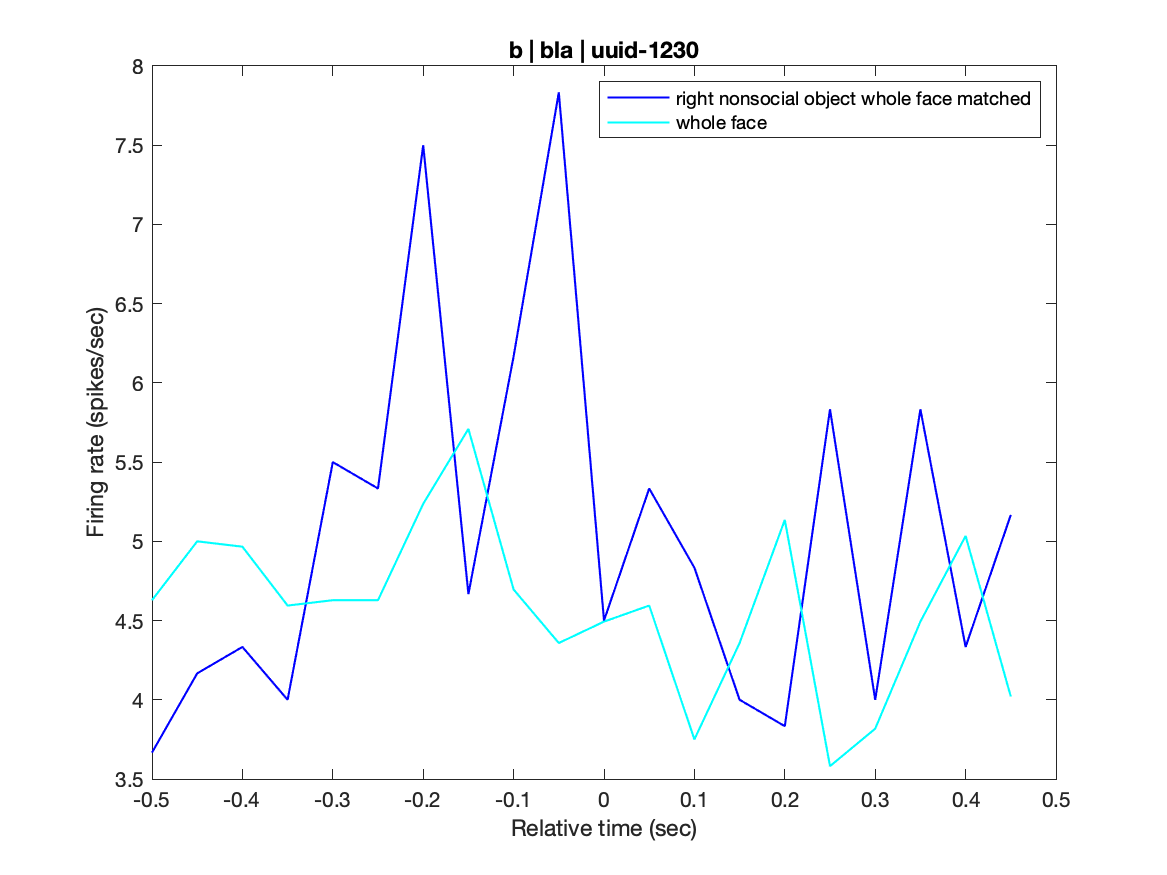 b | bla | uuid-1230
right nonsocial object whole face matched
whole face
8
7.5
7
6.5
6
5.5
5
4.5
4
3.5
Firing rate (spikes/sec)
-0.5 -0.4 -0.3 -0.2 -0.1 0 0.1 0.2 0.3 0.4 0.5
Relative time (sec)